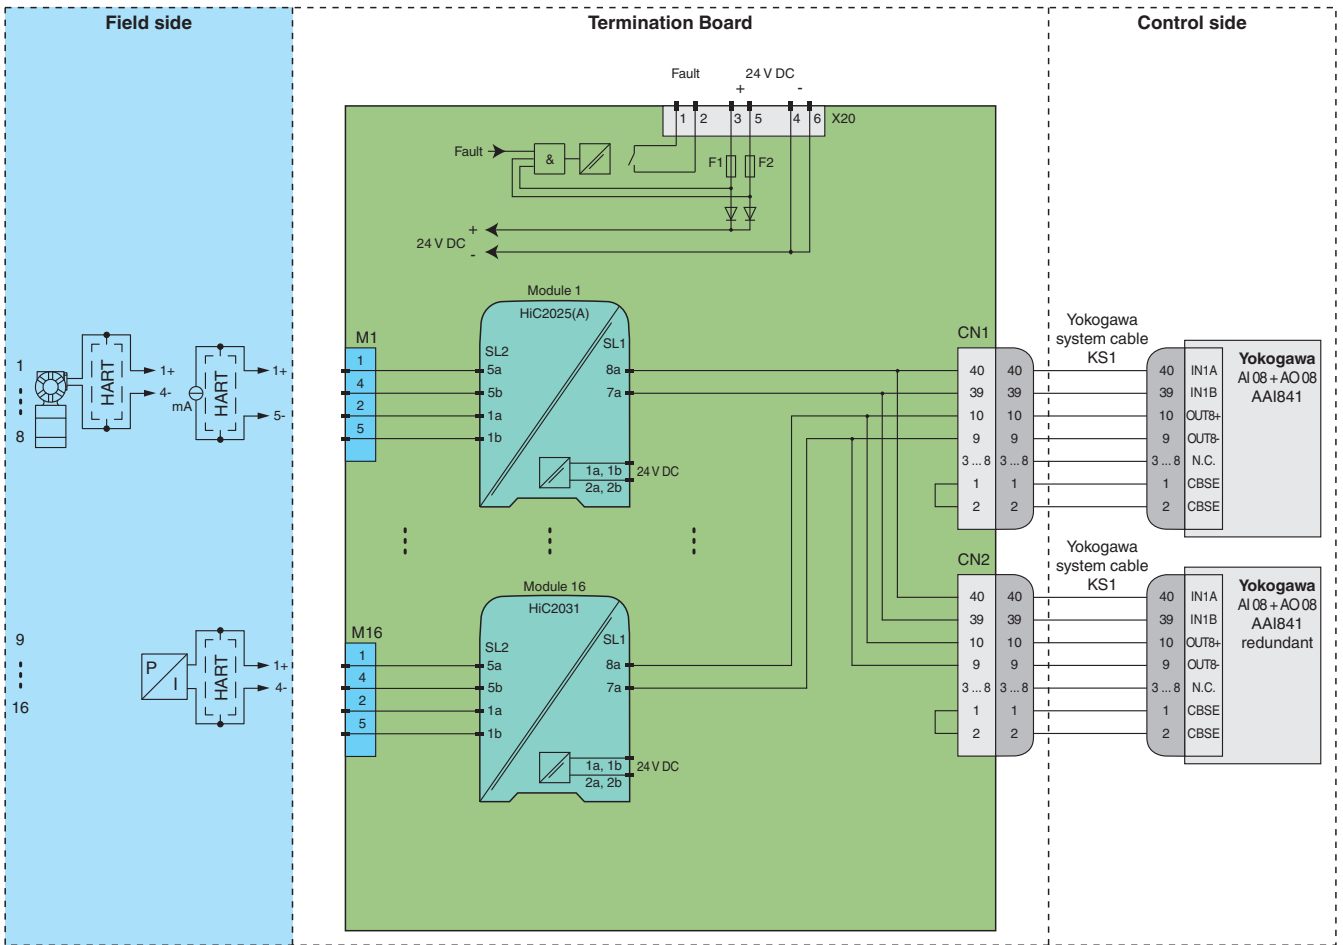 Field side
Termination Board
Control side
Fault
24 V DC
+
-
1
2
3
5
4
6
X20
Fault
&
F1
F2
+
24 V DC
-
Module 1
HiC2025(A)
M1
SL2
SL1
1
5a
8a
4
5b
7a
2
1a
5
1b
1a, 1b
24 V DC
2a, 2b
1
8
HART
1+
4-
mA
HART
1+
5-
CN1
Yokogawa
system cable
KS1
40
40
39
39
10
10
9
9
3 ... 8
3 ... 8
1
1
2
2
40
IN1A
39
IN1B
10
OUT8+
9
OUT8-
3 ... 8
N.C.
1
CBSE
2
CBSE
Yokogawa
AI 08 + AO 08
AAI841
Module 16
HiC2031
M16
SL2
SL1
1
5a
8a
4
5b
7a
2
1a
5
1b
1a, 1b
24 V DC
2a, 2b
9
16
P
I
HART
1+
4-
CN2
Yokogawa
system cable
KS1
40
40
39
39
10
10
9
9
3 ... 8
3 ... 8
1
1
2
2
40
IN1A
39
IN1B
10
OUT8+
9
OUT8-
3 ... 8
N.C.
1
CBSE
2
CBSE
Yokogawa
AI 08 + AO 08
AAI841
redundant